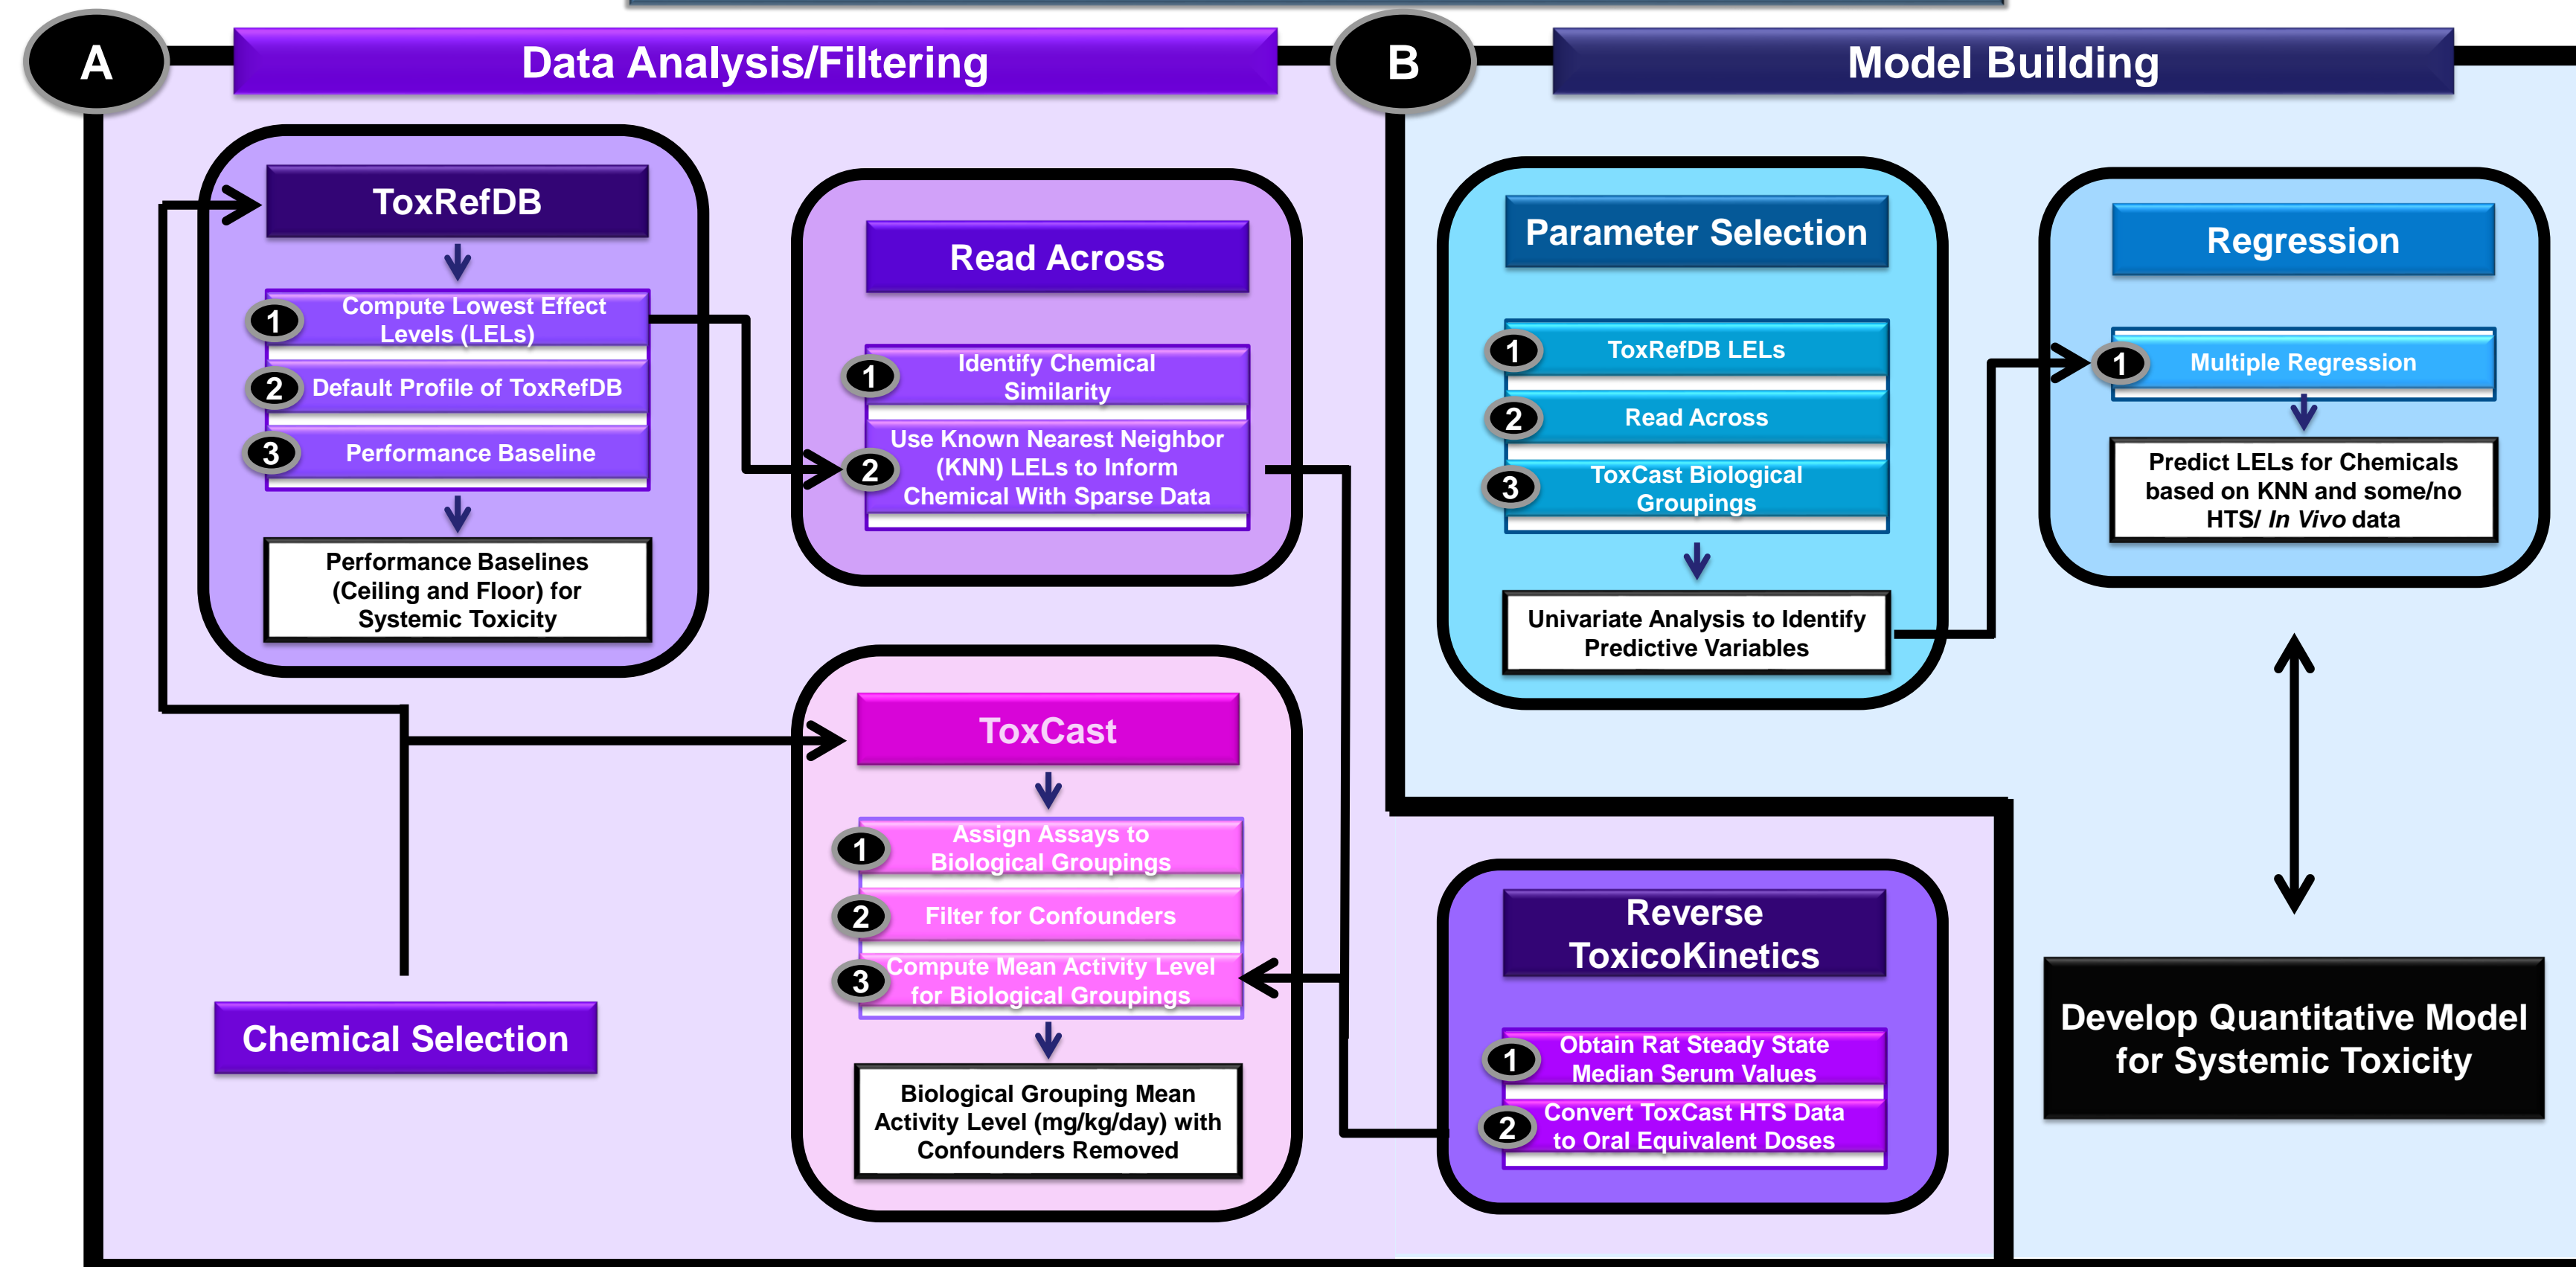 A
Data Analysis/Filtering
ToxRefDB
1
Compute Lowest Effect
Levels (LELs)
2
Default Profile of ToxRefDB
3
Performance Baseline
Performance Baselines
(Ceiling and Floor) for
Systemic Toxicity
Read Across
1
Identify Chemical
Similarity
2
Use Known Nearest Neighbor
(KNN) LELs to Inform
Chemical With Sparse Data
Chemical Selection
ToxCast
1
Assign Assays to
Biological Groupings
2
Filter for Confounders
3
Compute Mean Activity Level
for Biological Groupings
Biological Grouping Mean
Activity Level (mg/kg/day) with
Confounders Removed
Reverse
ToxicoKinetics
1
Obtain Rat Steady State
Median Serum Values
2
Convert ToxCast HTS Data
to Oral Equivalent Doses
B
Model Building
Parameter Selection
1
ToxRefDB LELs
2
Read Across
3
ToxCast Biological
Groupings
Univariate Analysis to Identify
Predictive Variables
Regression
1
Multiple Regression
Predict LELs for Chemicals
based on KNN and some/no
HTS/ In Vivo data
Develop Quantitative Model
for Systemic Toxicity